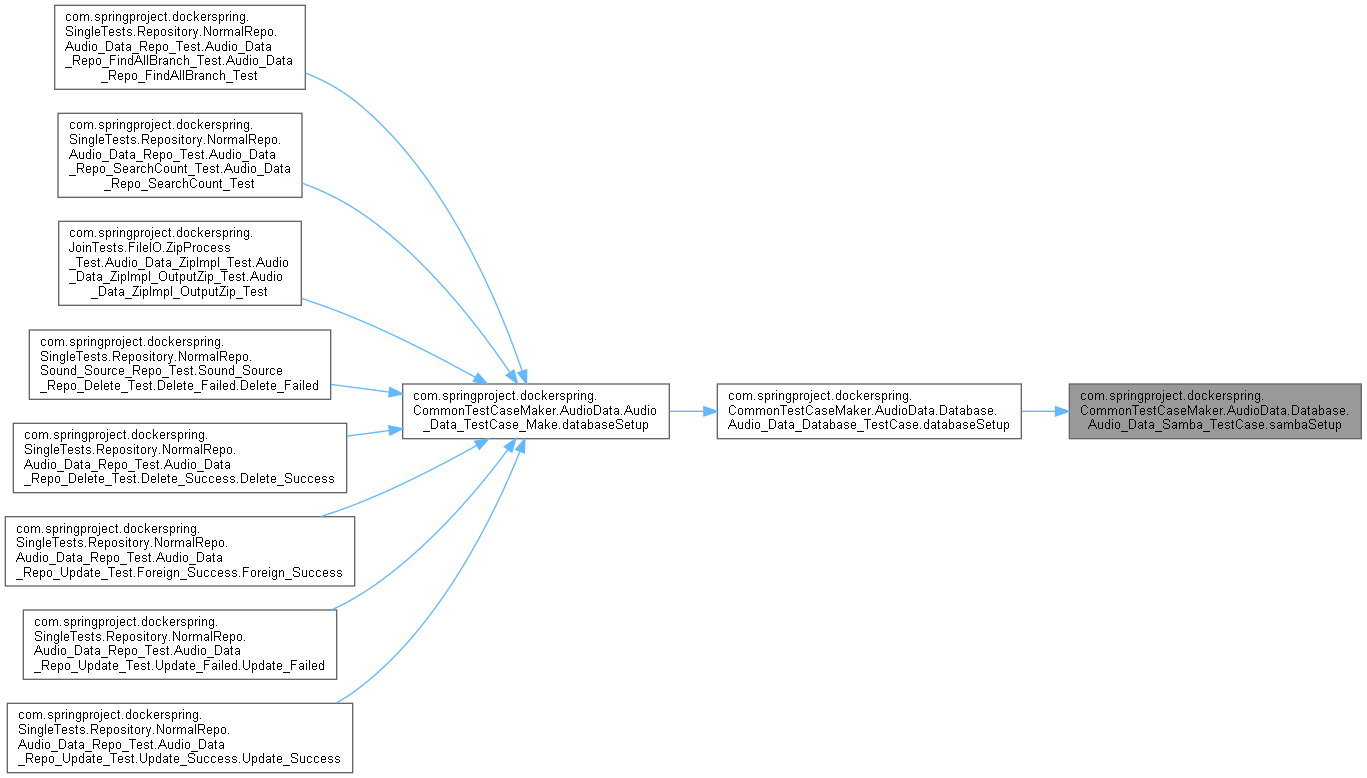 com.springproject.dockerspring.
SingleTests.Repository.NormalRepo.
Audio_Data_Repo_Test.Audio_Data
_Repo_FindAllBranch_Test.Audio_Data
_Repo_FindAllBranch_Test
com.springproject.dockerspring.
SingleTests.Repository.NormalRepo.
Audio_Data_Repo_Test.Audio_Data
_Repo_SearchCount_Test.Audio_Data
_Repo_SearchCount_Test
com.springproject.dockerspring.
JoinTests.FileIO.ZipProcess
_Test.Audio_Data_ZipImpl_Test.Audio
_Data_ZipImpl_OutputZip_Test.Audio
_Data_ZipImpl_OutputZip_Test
com.springproject.dockerspring.
SingleTests.Repository.NormalRepo.
Sound_Source_Repo_Test.Sound_Source
_Repo_Delete_Test.Delete_Failed.Delete_Failed
com.springproject.dockerspring.
SingleTests.Repository.NormalRepo.
Audio_Data_Repo_Test.Audio_Data
_Repo_Delete_Test.Delete_Success.Delete_Success
com.springproject.dockerspring.
SingleTests.Repository.NormalRepo.
Audio_Data_Repo_Test.Audio_Data
_Repo_Update_Test.Foreign_Success.Foreign_Success
com.springproject.dockerspring.
SingleTests.Repository.NormalRepo.
Audio_Data_Repo_Test.Audio_Data
_Repo_Update_Test.Update_Failed.Update_Failed
com.springproject.dockerspring.
SingleTests.Repository.NormalRepo.
Audio_Data_Repo_Test.Audio_Data
_Repo_Update_Test.Update_Success.Update_Success
com.springproject.dockerspring.
CommonTestCaseMaker.AudioData.Audio
_Data_TestCase_Make.databaseSetup
com.springproject.dockerspring.
CommonTestCaseMaker.AudioData.Database.
Audio_Data_Database_TestCase.databaseSetup
com.springproject.dockerspring.
CommonTestCaseMaker.AudioData.Database.
Audio_Data_Samba_TestCase.sambaSetup